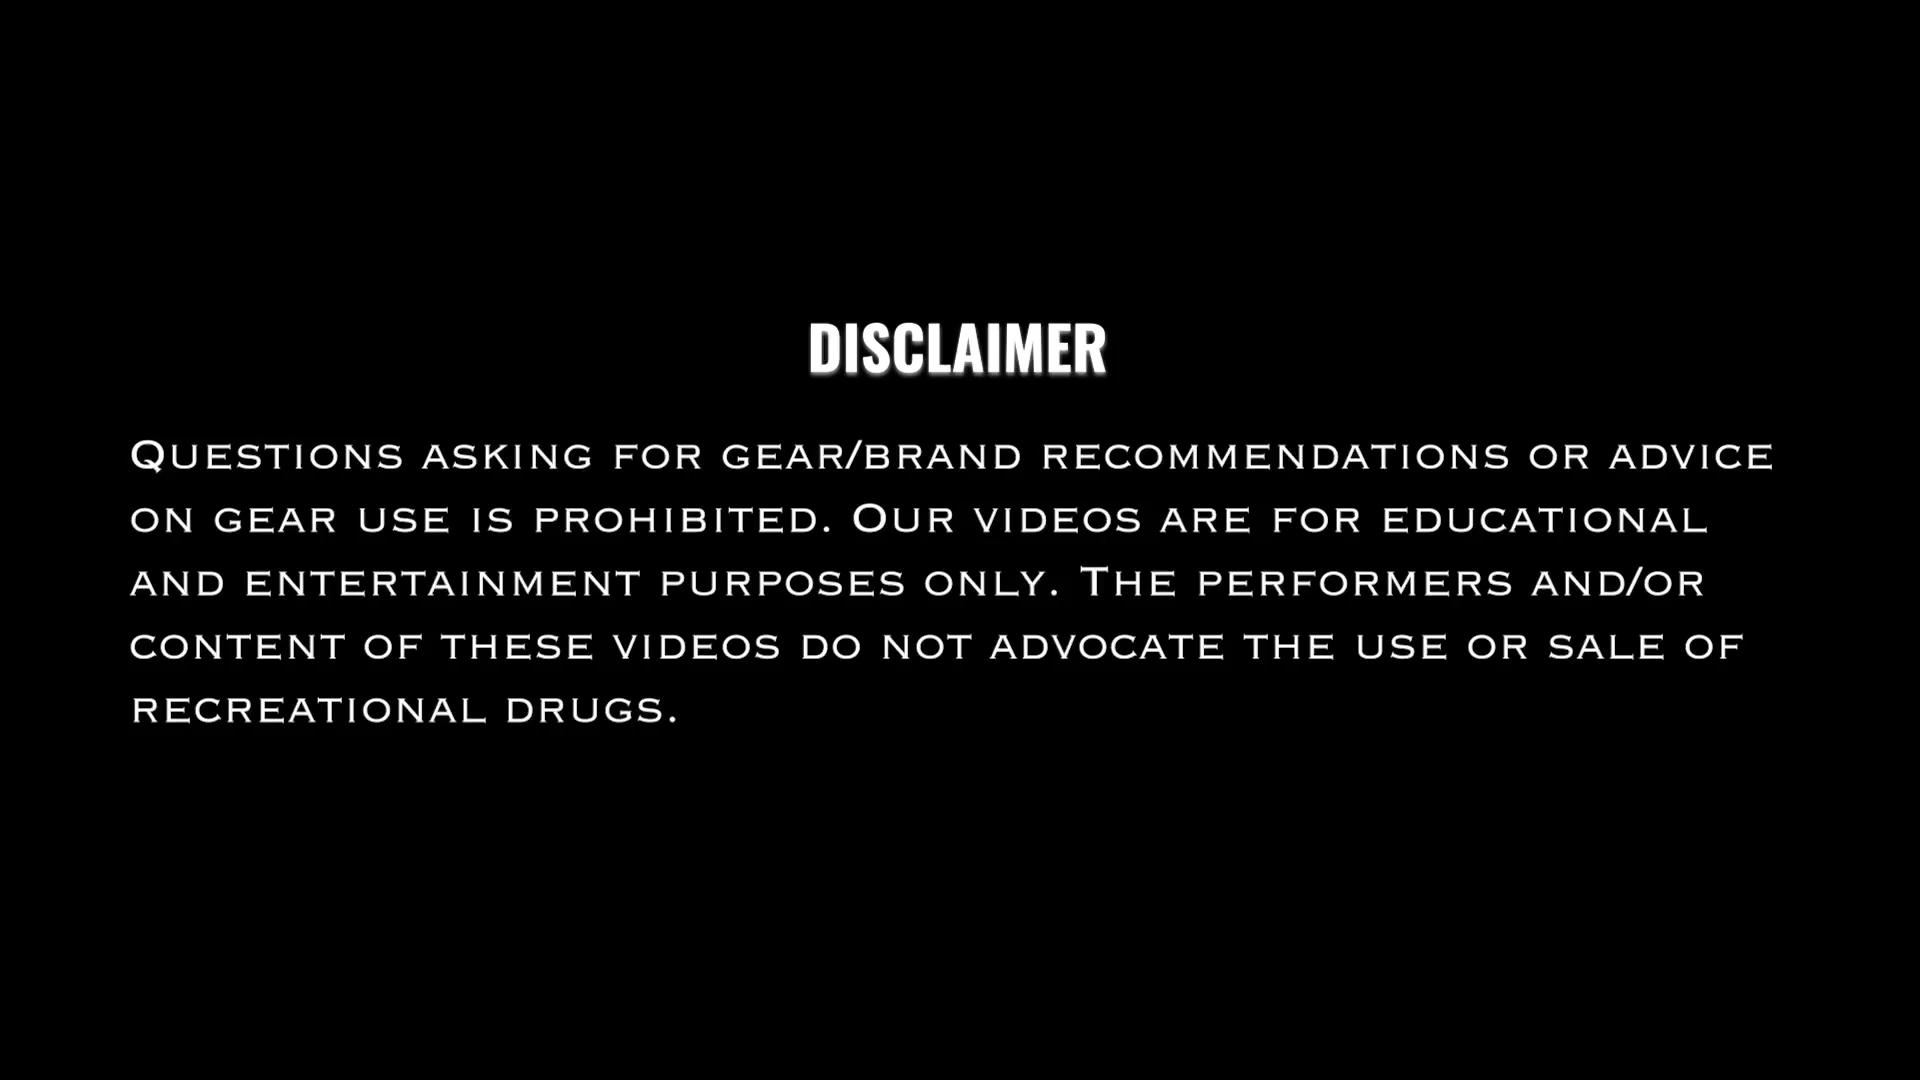 DISCLAIMER
Questions asking for gear/brand recommendations or advice
on gear use is prohibited. Our videos are for educational
and entertainment purposes only. The performers and/or
content of these videos do not advocate the use or sale of
recreational drugs.